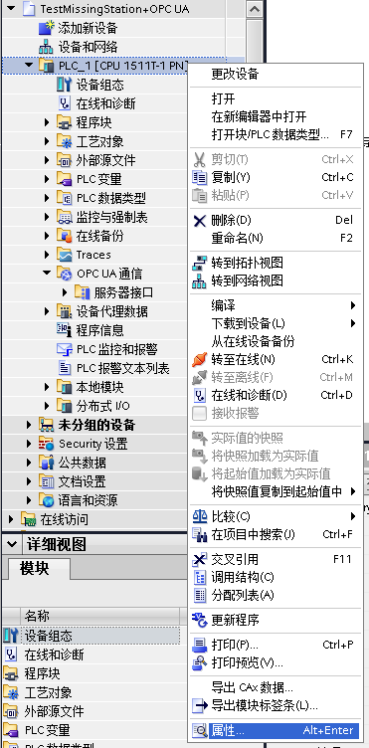 TestMissingStation+OPC UA
添加新设备
设备和网络
PLC_1 [CPU 1511T-1 PN]
设备组态
在线和诊断
程序块
工艺对象
外部源文件
PLC 变量
PLC 数据类型
监控与强制表
在线备份
Traces
OPC UA 通信
服务器接口
设备代理数据
程序信息
PLC 监控和报警
PLC 报警文本列表
本地模块
分布式 I/O
未分组的设备
Security 设置
公共数据
文档设置
语言和资源
在线访问
详细视图
模块
名称
设备组态
在线和诊断
程序块
工艺对象
外部源文件
PLC 变量
PLC 数据类型
更改设备
打开
在新编辑器中打开
打开块/PLC 数据类型... F7
剪切(T) Ctrl+X
复制(Y) Ctrl+C
粘贴(P) Ctrl+V
删除(D) Del
重命名(N) F2
转到拓扑视图
转到网络视图
编译
下载到设备(L)
从在线设备备份
转至在线(N) Ctrl+K
转至离线(F) Ctrl+M
在线和诊断(D) Ctrl+D
接收报警
实际值的快照
将快照加载为实际值
将起始值加载为实际值
将快照值复制到起始值中
比较(C)
在项目中搜索(J) Ctrl+F
交叉引用 F11
调用结构(C)
分配列表(A)
更新程序
打印(P)... Ctrl+P
打印预览(V)...
导出 CAx 数据...
导出模块标签条(L)...
属性... Alt+Enter